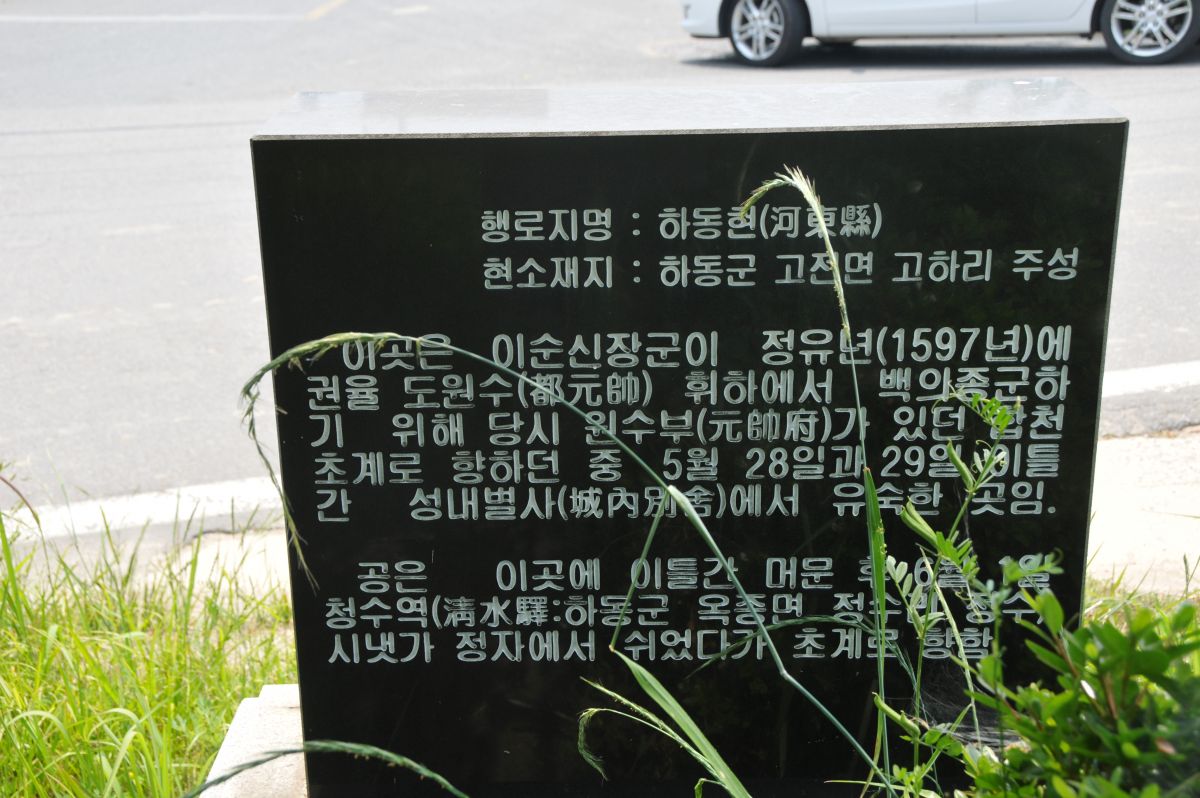 행로지명 : 하동현(河東縣)
현소재지 : 하동군 고전면 고하리 주성
이곳은 이순신장군이 정유년(1597년)에
권율 도원수(都元帥) 휘하에서 백의종군하
기 위해 당시 원수부(元帥府)가 있던 합천
초계로 향하던 중 5월 28일과 29일 이틀
간 성내별사(城內別舍)에서 유숙한 곳임.
공은 이곳에 이틀간 머문 후 6월 1일
청수역(淸水驛:하동군 옥종면 정수리
시냇가 정자에서 쉬었다가 초계로 향함